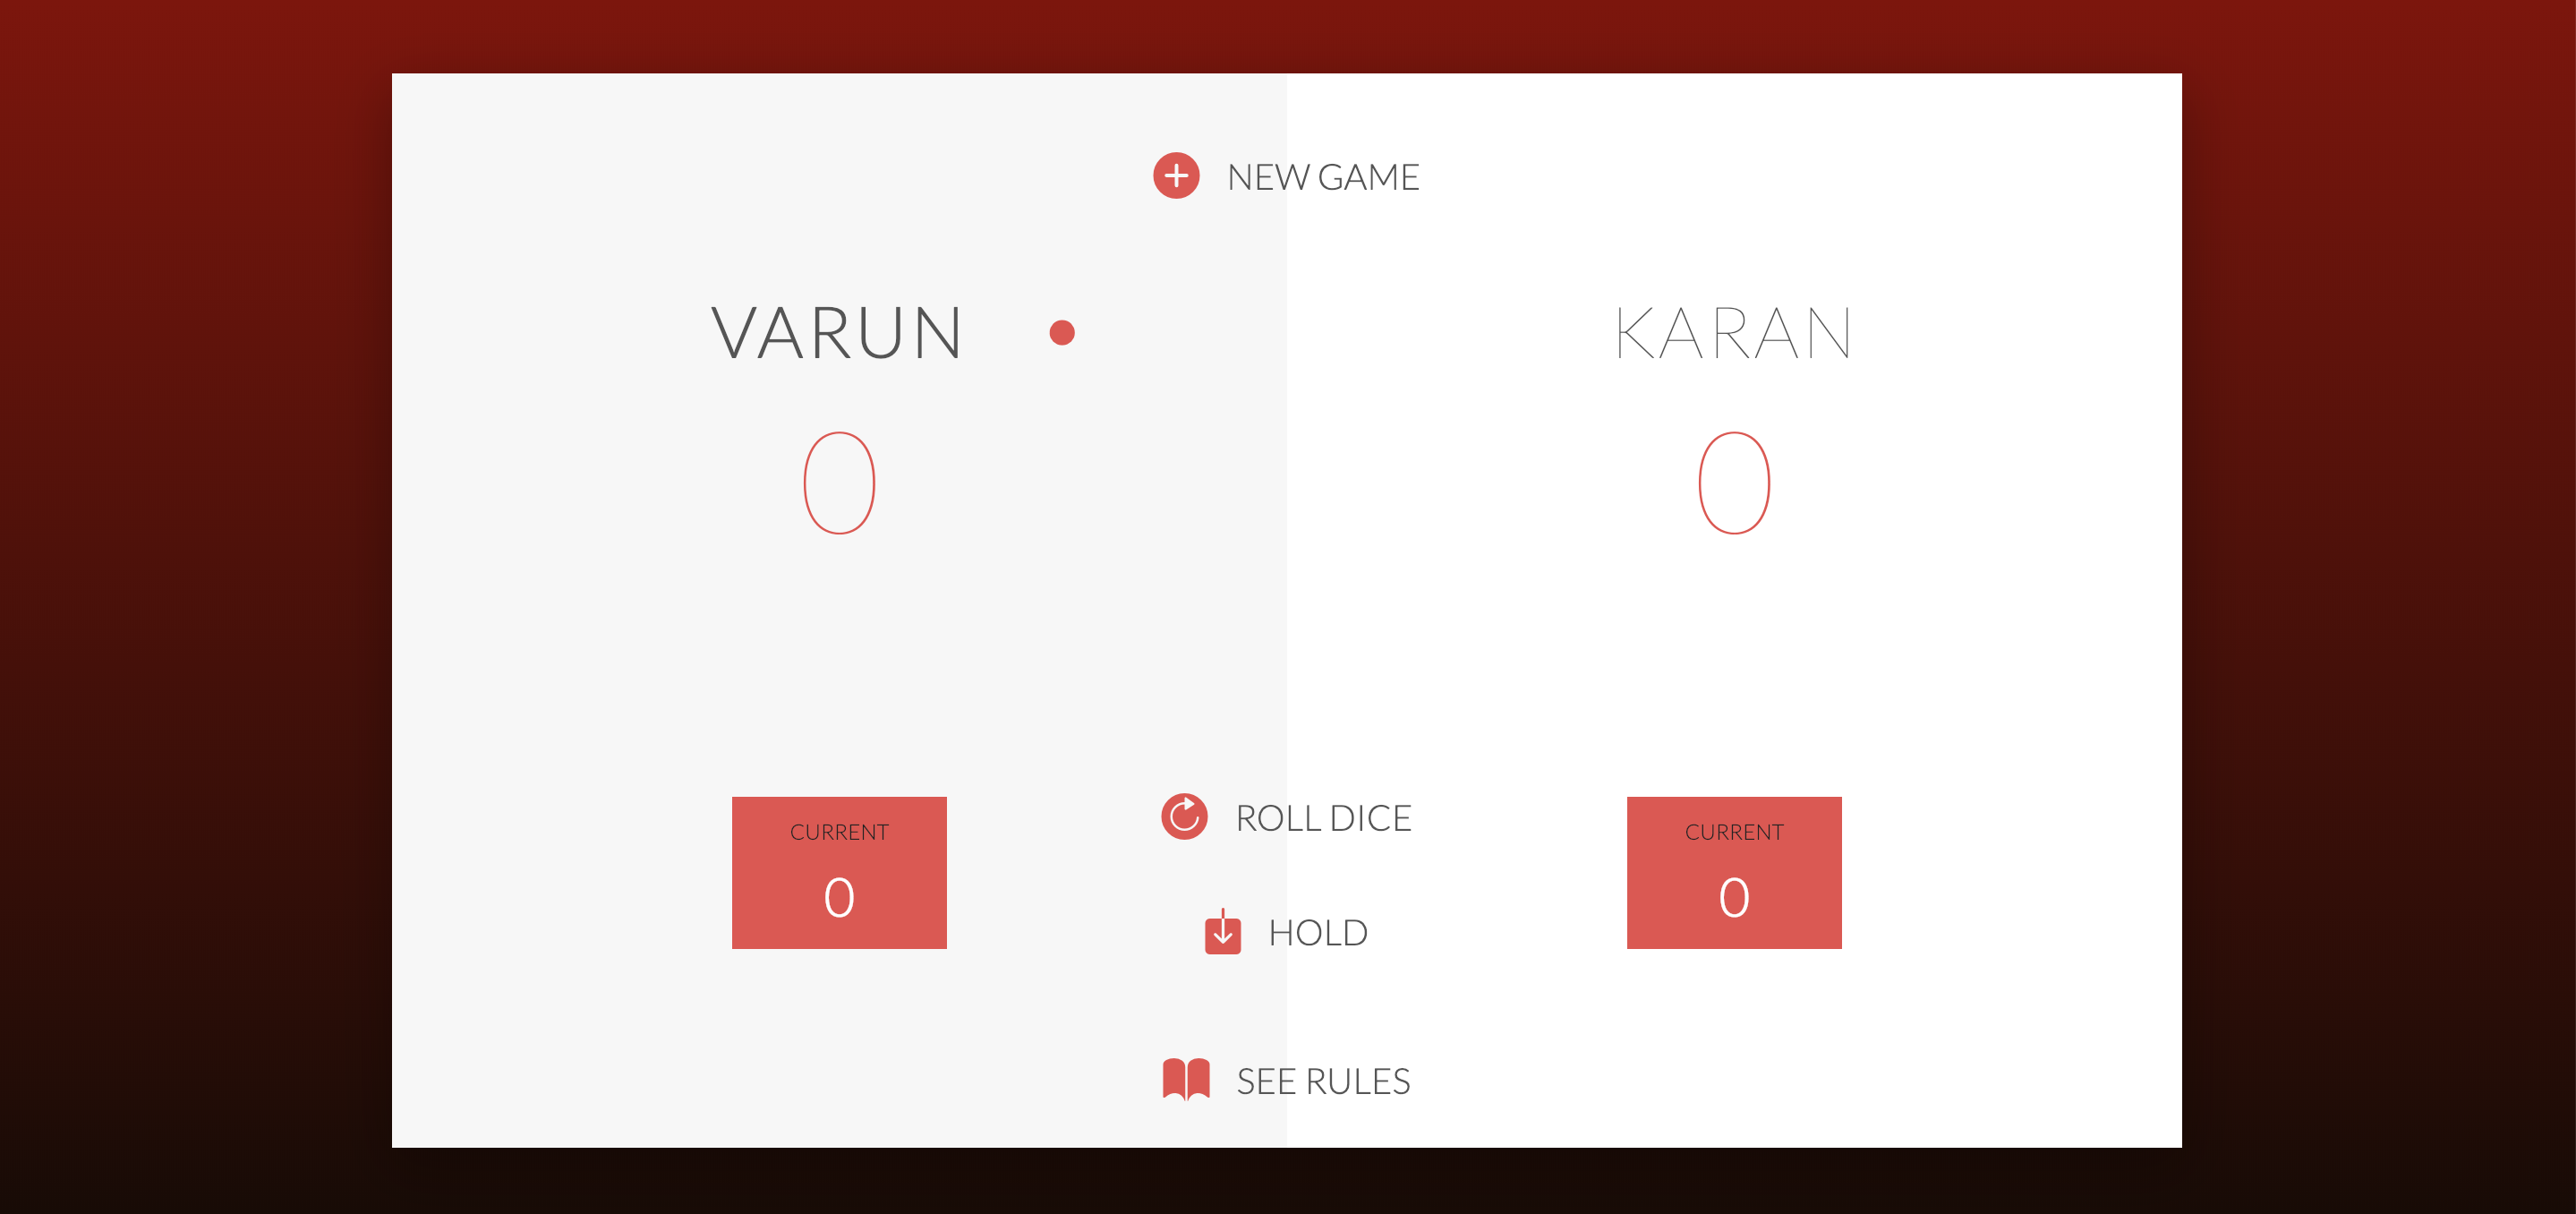 NEW GAME
VARUN
0
KARAN
0
CURRENT
0
ROLL DICE
HOLD
CURRENT
0
SEE RULES